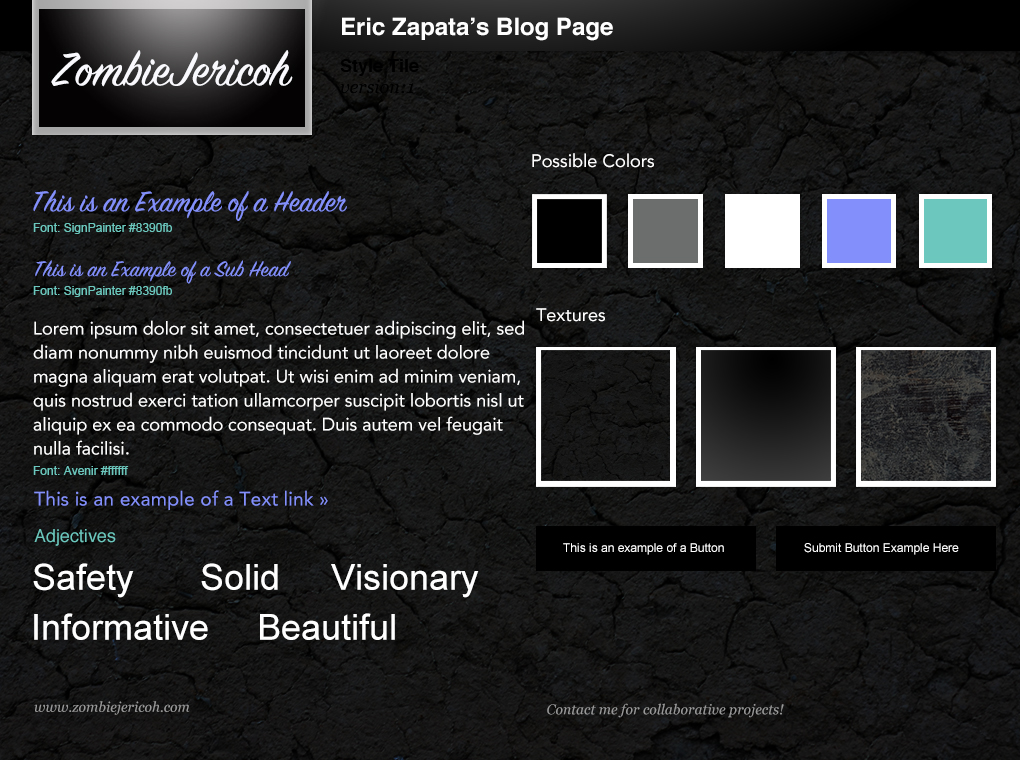 ZombieJericoh
Eric Zapata's Blog Page
Style Tile
version:1
Possible Colors
This is an Example of a Header
Font: SignPainter #8390fb
This is an Example of a Sub Head
Font: SignPainter #8390fb
Lorem ipsum dolor sit amet, consectetuer adipiscing elit, sed
diam nonummy nibh euismod tincidunt ut laoreet dolore
magna aliquam erat volutpat. Ut wisi enim ad minim veniam,
quis nostrud exerci tation ullamcorper suscipit lobortis nisl ut
aliquip ex ea commodo consequat. Duis autem vel feugait
nulla facilisi.
Font: Avenir #ffffff
This is an example of a Text link »
Adjectives
Safety Solid Visionary
Informative Beautiful
Textures
This is an example of a Button
Submit Button Example Here
www.zombiejericoh.com
Contact me for collaborative projects!